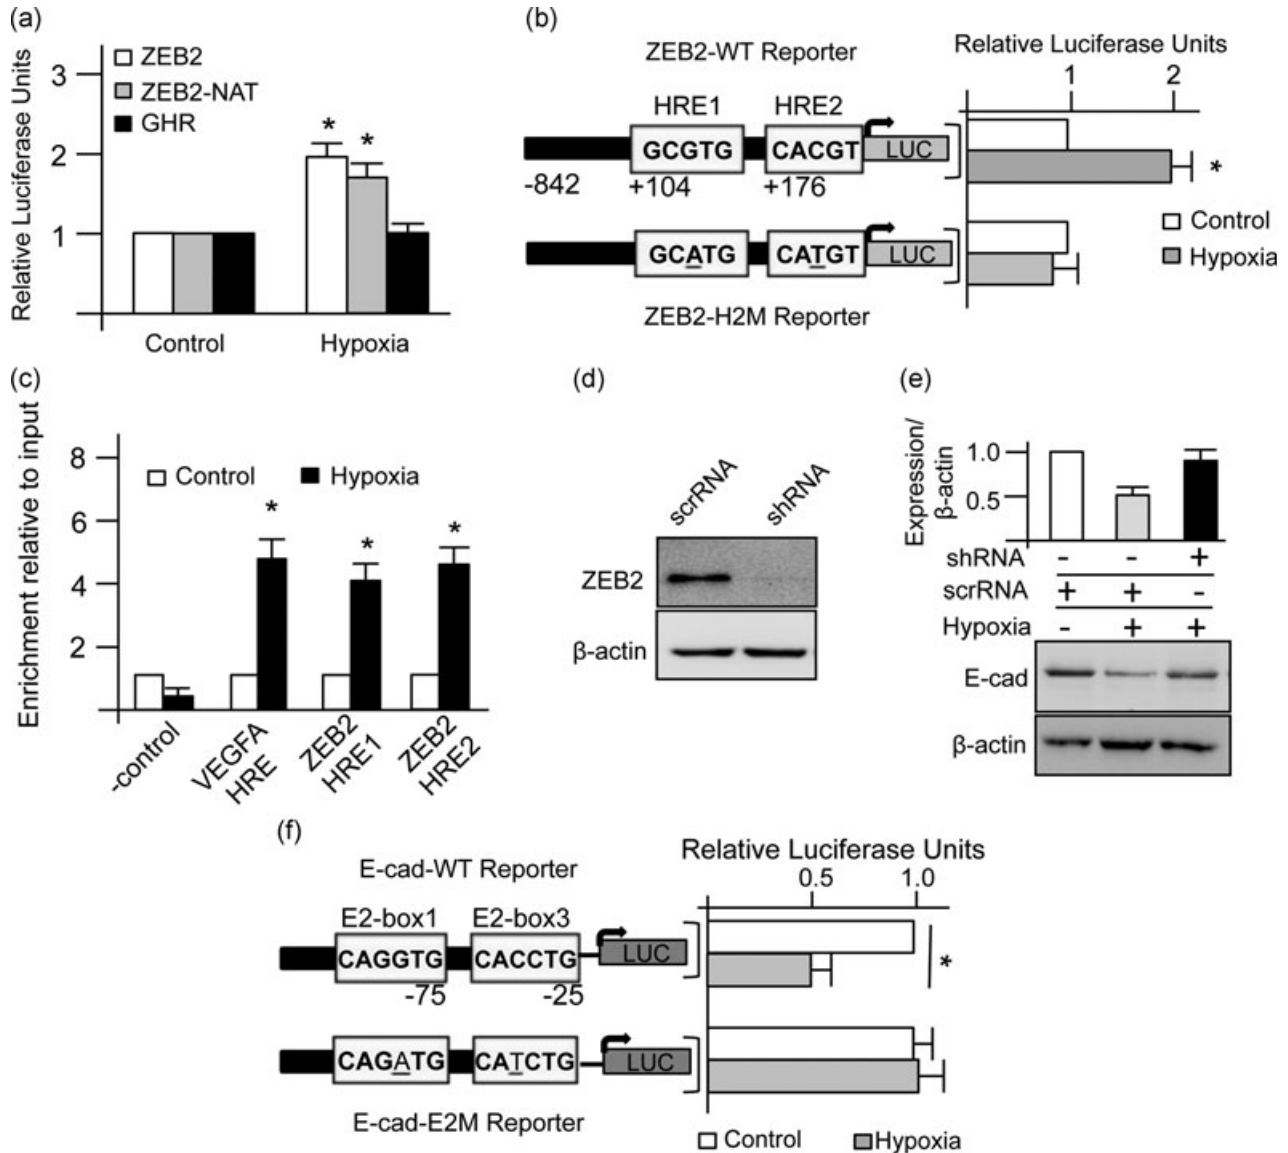 (a)
Relative Luciferase Units
3
2
1
ZEB2
ZEB2-NAT
GHR
* *
Control Hypoxia
(b)
ZEB2-WT Reporter
HRE1 HRE2
GCGTG CACGT LUC
-842 +104 +176
GCATG CATGT LUC
ZEB2-H2M Reporter
Relative Luciferase Units
1 2
*
Control
Hypoxia
(c)
Enrichment relative to input
8
6
4
2
Control Hypoxia
* * *
-control
VEGFA
HRE
ZEB2
HRE1
ZEB2
HRE2
(d)
scrRNA shRNA
ZEB2
β-actin
(e)
Expression/
β-actin
1.0
0.5
shRNA - - +
scrRNA + + -
Hypoxia - + +
E-cad
β-actin
(f)
E-cad-WT Reporter
E2-box1 E2-box3
CAGGTG CACCTG LUC
-75 -25
CAGATG CATCTG LUC
E-cad-E2M Reporter
Relative Luciferase Units
0.5 1.0
*
Control Hypoxia